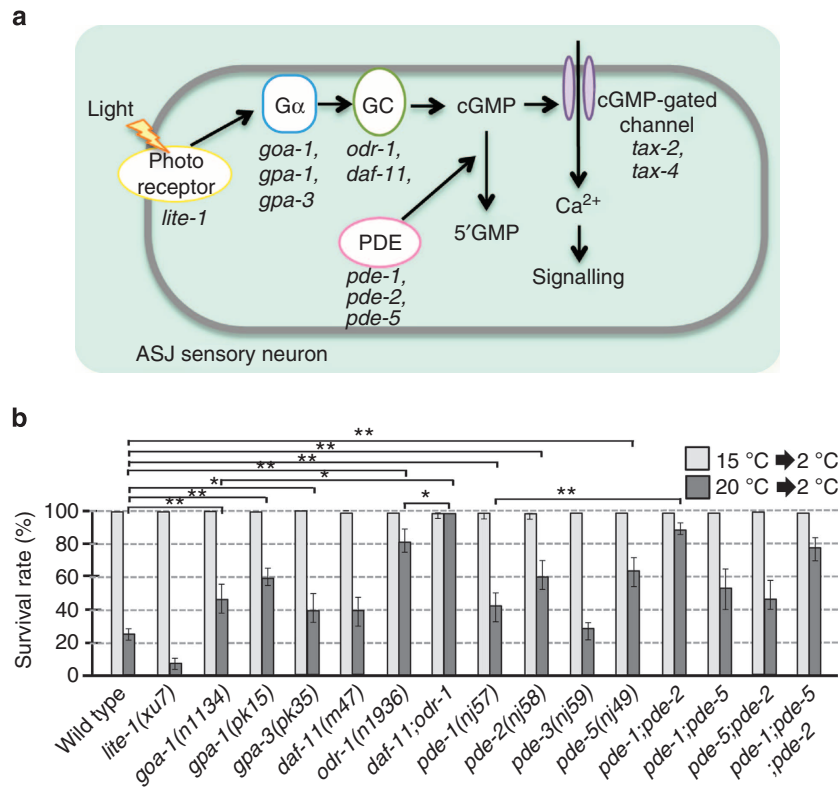 a
Light
Photo
receptor
lite-1
Gα
goa-1,
gpa-1,
gpa-3
GC
odr-1,
daf-11,
cGMP
cGMP-gated
channel
tax-2,
tax-4
PDE
pde-1,
pde-2,
pde-5
5′GMP
Ca²⁺
Signalling
ASJ sensory neuron
b
**
**
**
**
*
*
**
**
*
**
15 °C ➡ 2 °C
20 °C ➡ 2 °C
Survival rate (%)
100
80
60
40
20
0
Wild type
lite-1(xu7)
goa-1(n1134)
gpa-1(pk15)
gpa-3(pk35)
daf-11(m47)
odr-1(n1936)
daf-11;odr-1
pde-1(nj57)
pde-2(nj58)
pde-3(nj59)
pde-5(nj49)
pde-1;pde-2
pde-1;pde-5
pde-5;pde-2
pde-1;pde-5
;pde-2